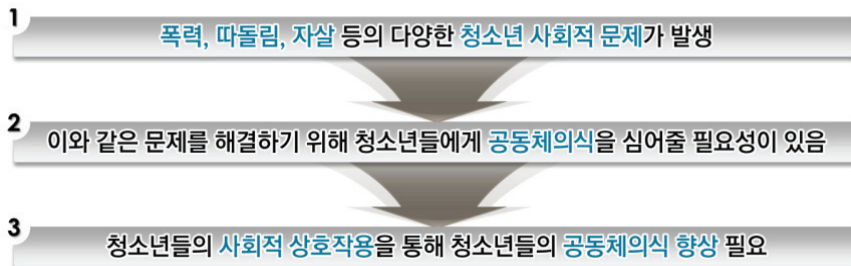 1
폭력, 따돌림, 자살 등의 다양한 청소년 사회적 문제가 발생
2
이와 같은 문제를 해결하기 위해 청소년들에게 공동체의식을 심어줄 필요성이 있음
3
청소년들의 사회적 상호작용을 통해 청소년들의 공동체의식 향상 필요